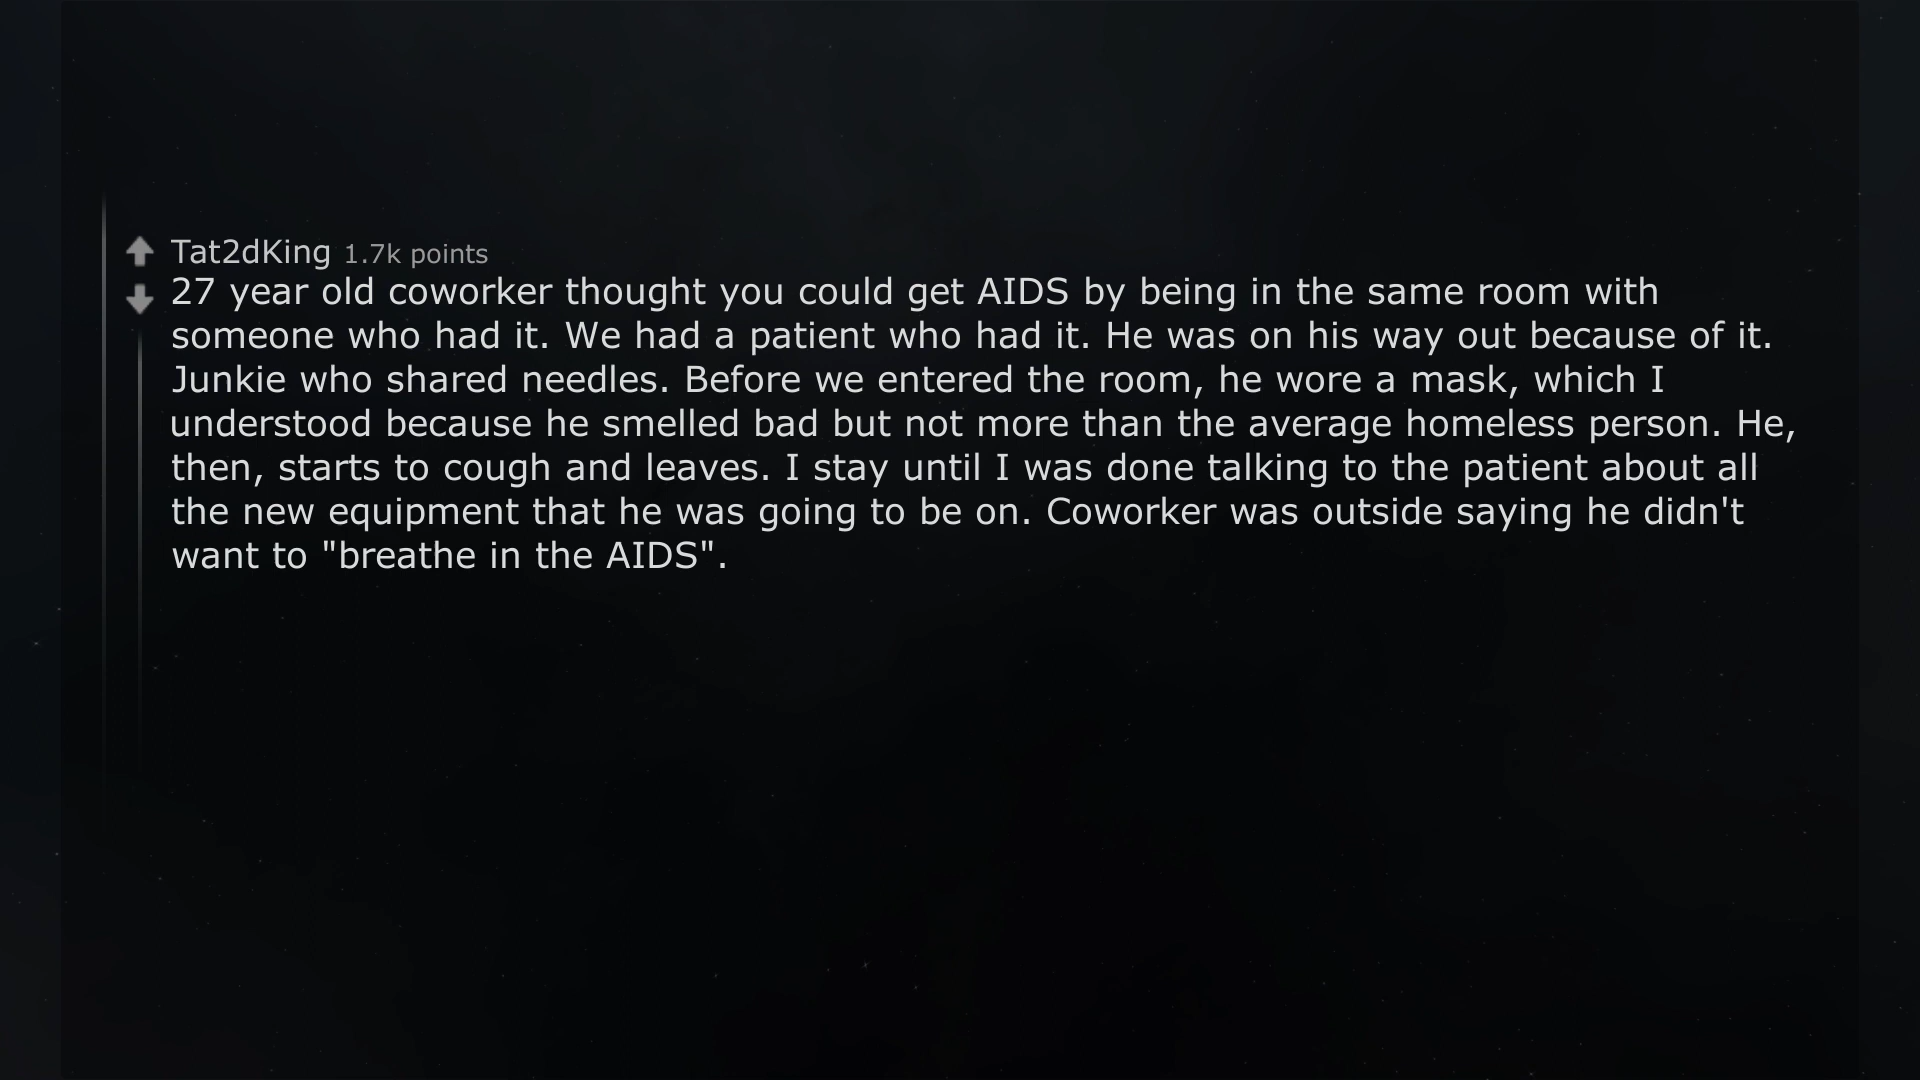 Tat2dKing 1.7k points
27 year old coworker thought you could get AIDS by being in the same room with
someone who had it. We had a patient who had it. He was on his way out because of it.
Junkie who shared needles. Before we entered the room, he wore a mask, which I
understood because he smelled bad but not more than the average homeless person. He,
then, starts to cough and leaves. I stay until I was done talking to the patient about all
the new equipment that he was going to be on. Coworker was outside saying he didn't
want to "breathe in the AIDS".